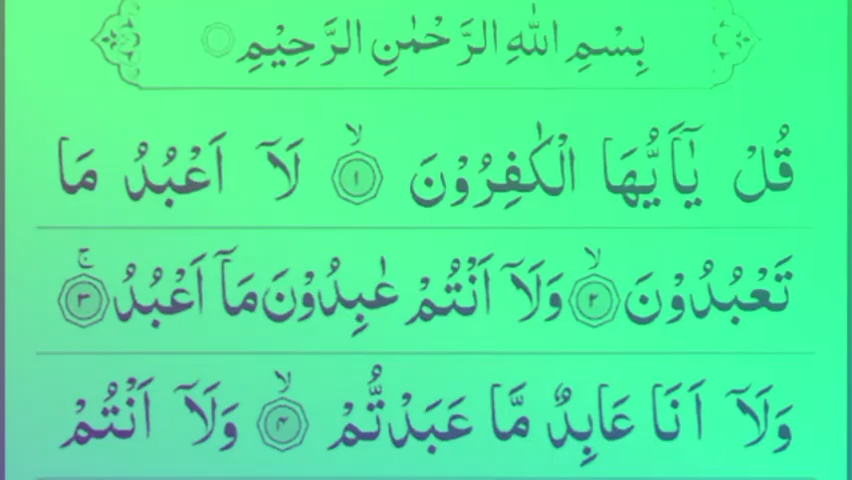 بِسْمِ اللّٰهِ الرَّحْمٰنِ الرَّحِیْمِ
قُلْ یٰۤاَیُّهَا الْكٰفِرُوْنَ ۙ‏﴿۱﴾ لَاۤ اَعْبُدُ مَا
تَعْبُدُوْنَ ۙ‏﴿۲﴾ وَلَاۤ اَنْتُمْ عٰبِدُوْنَ مَاۤ اَعْبُدُ ۚ‏﴿۳﴾
وَلَاۤ اَنَا عَابِدٌ مَّا عَبَدْتُّمْ ۙ‏﴿۴﴾ وَلَاۤ اَنْتُمْ